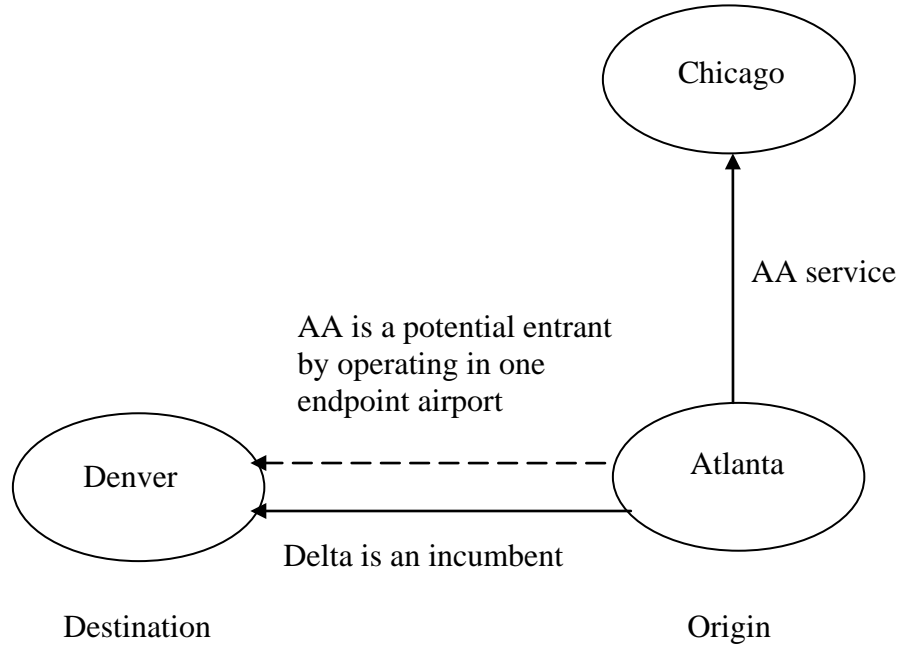 Chicago
AA service
AA is a potential entrant
by operating in one
endpoint airport
Denver
Atlanta
Delta is an incumbent
Destination
Origin